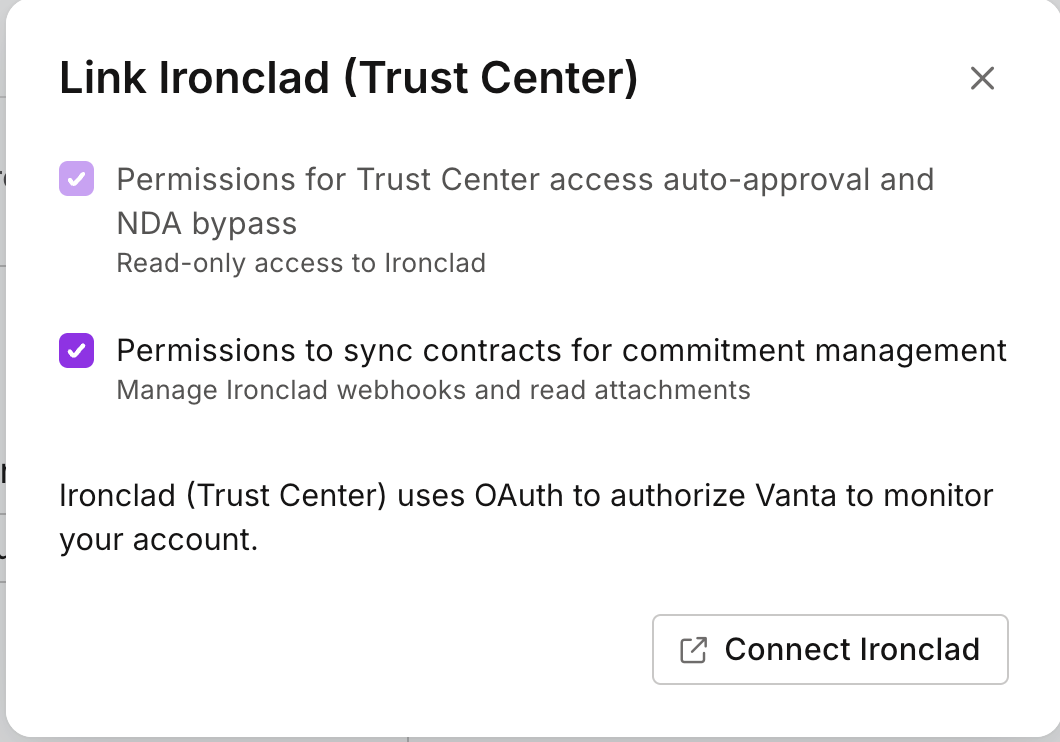 Link Ironclad (Trust Center)
Permissions for Trust Center access auto-approval and
NDA bypass
Read-only access to Ironclad
Permissions to sync contracts for commitment management
Manage Ironclad webhooks and read attachments
Ironclad (Trust Center) uses OAuth to authorize Vanta to monitor
your account.
Connect Ironclad